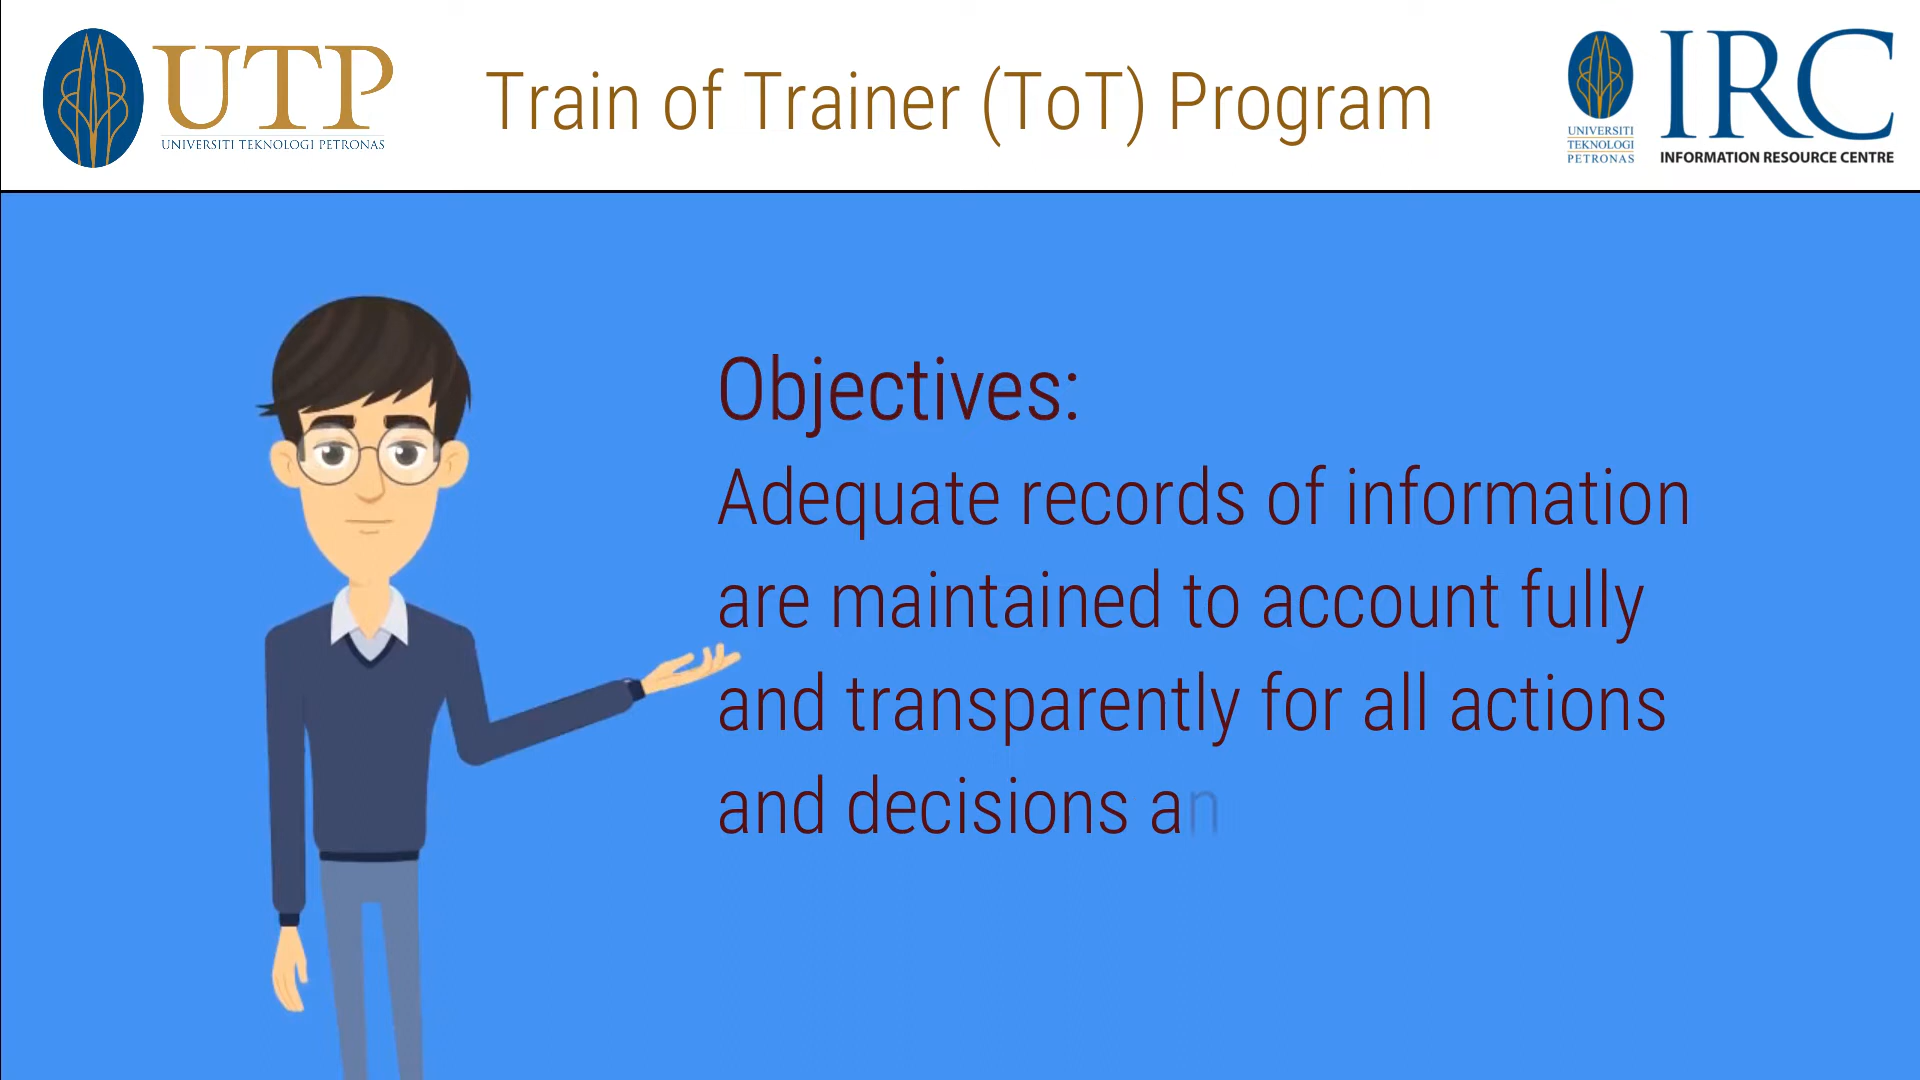 UTP
UNIVERSITI TEKNOLOGI PETRONAS
Train of Trainer (ToT) Program
UNIVERSITI
TEKNOLOGI
PETRONAS
IRC
INFORMATION RESOURCE CENTRE
Objectives:
Adequate records of information
are maintained to account fully
and transparently for all actions
and decisions an